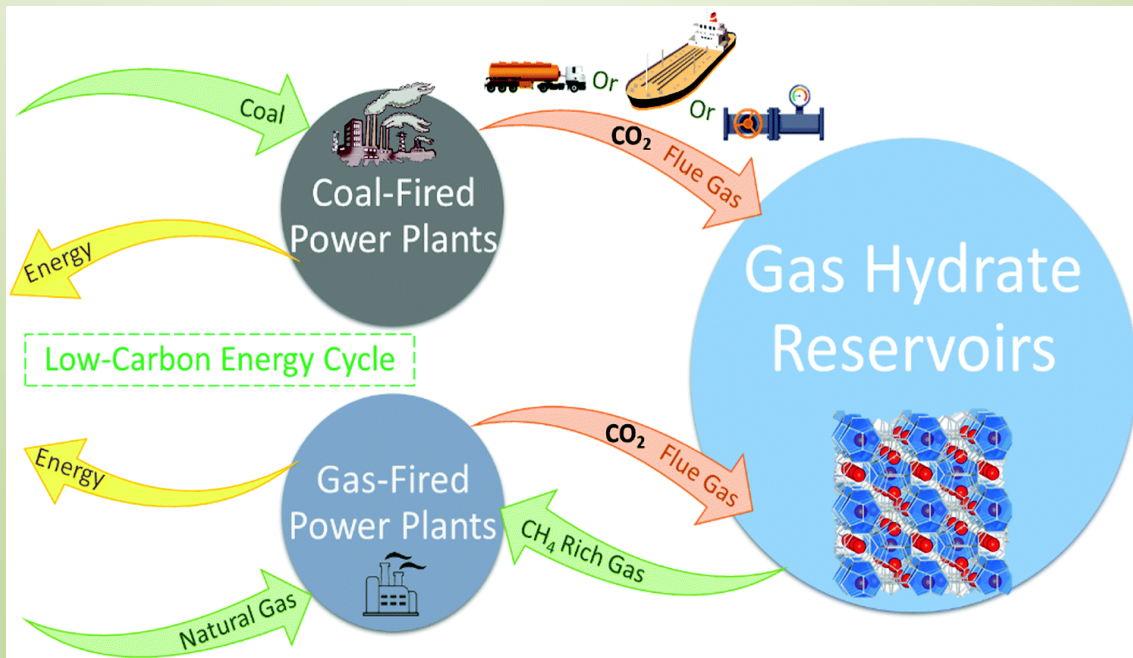 Coal
Or
Or
CO₂ Flue Gas
Coal-Fired
Power Plants
Energy
Gas Hydrate
Reservoirs
Low-Carbon Energy Cycle
Energy
Gas-Fired
Power Plants
CO₂ Flue Gas
CH₄ Rich Gas
Natural Gas